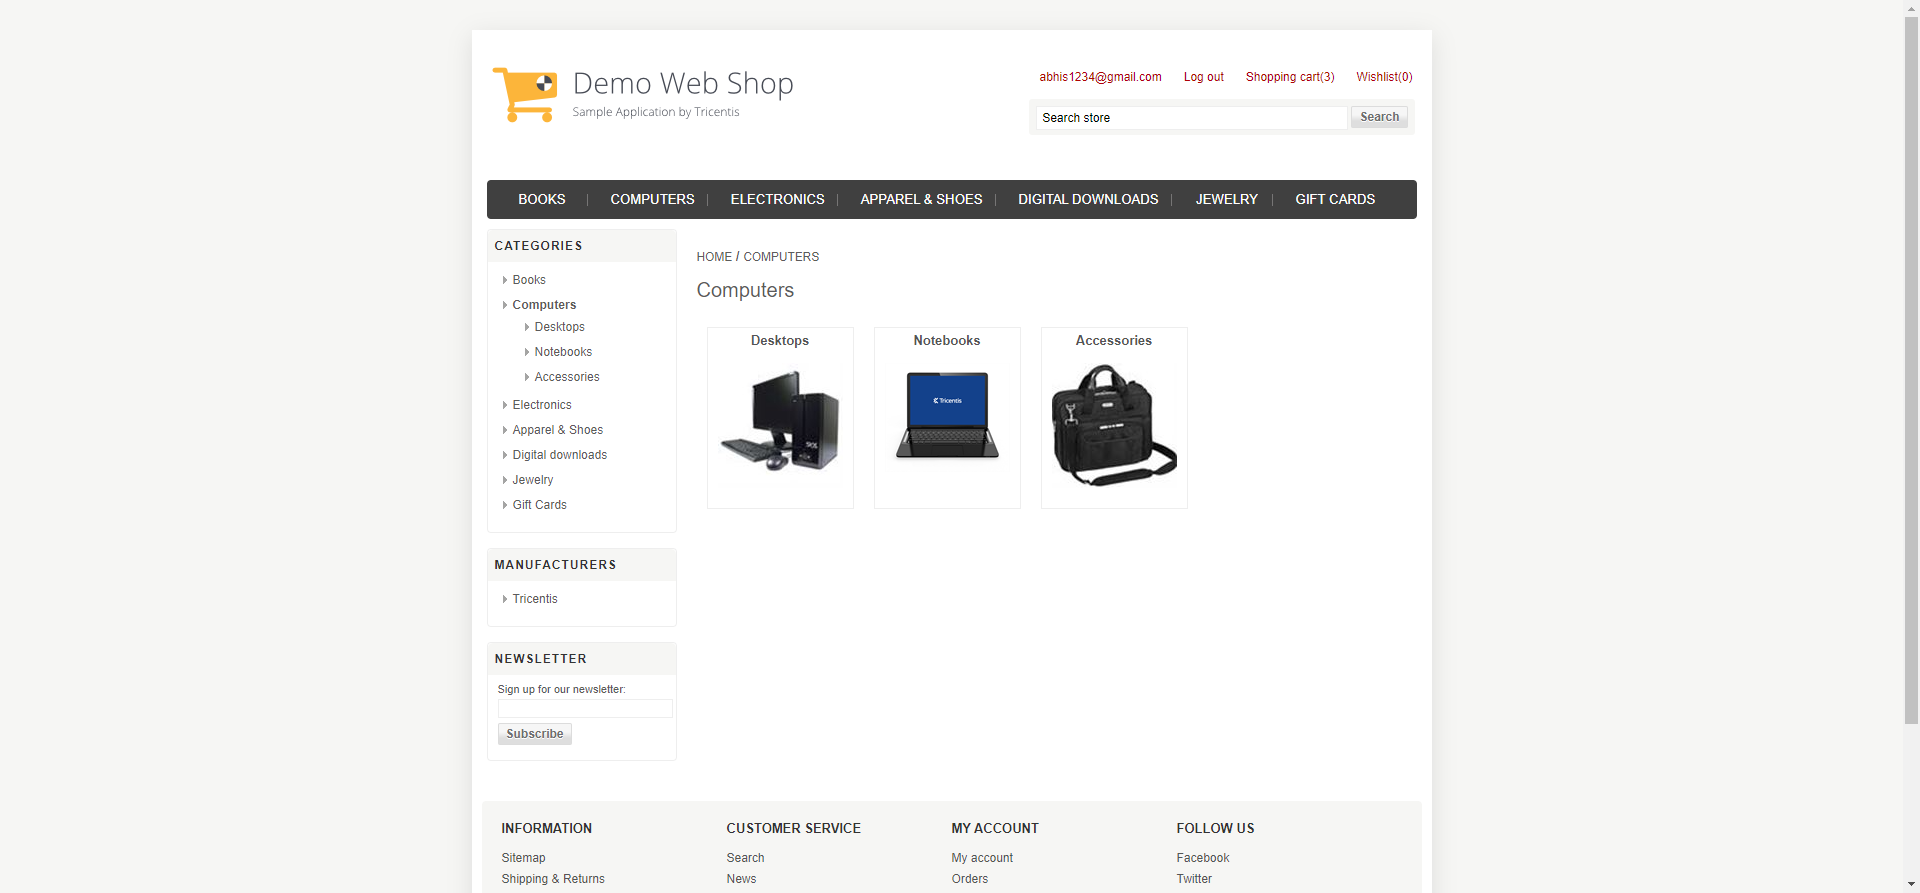 Demo Web Shop
Sample Application by Tricentis
abhis1234@gmail.com Log out Shopping cart(3) Wishlist(0)
Search store Search
BOOKS COMPUTERS ELECTRONICS APPAREL & SHOES DIGITAL DOWNLOADS JEWELRY GIFT CARDS
CATEGORIES
Books
Computers
Desktops
Notebooks
Accessories
Electronics
Apparel & Shoes
Digital downloads
Jewelry
Gift Cards
MANUFACTURERS
Tricentis
NEWSLETTER
Sign up for our newsletter:
Subscribe
HOME / COMPUTERS
Computers
Desktops Notebooks Accessories
Tricentis
INFORMATION
Sitemap
Shipping & Returns
CUSTOMER SERVICE
Search
News
MY ACCOUNT
My account
Orders
FOLLOW US
Facebook
Twitter